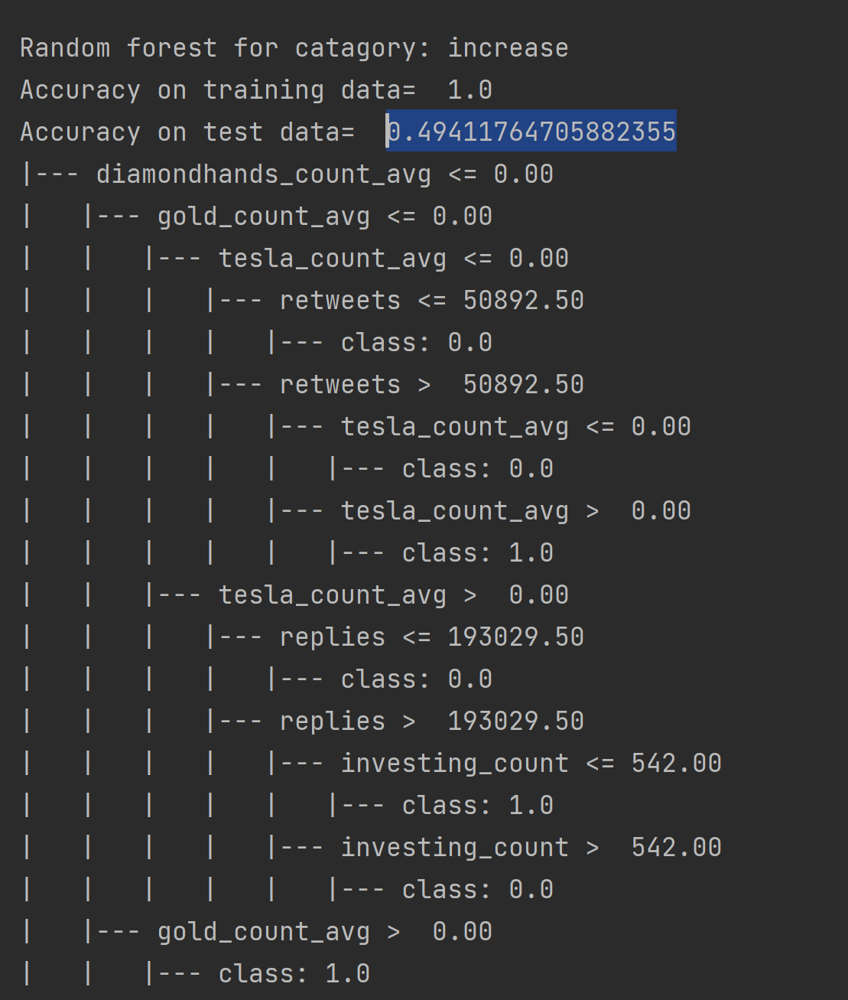 Random forest for catagory: increase
Accuracy on training data=  1.0
Accuracy on test data=  0.49411764705882355
|--- diamondhands_count_avg <= 0.00
|   |--- gold_count_avg <= 0.00
|   |   |--- tesla_count_avg <= 0.00
|   |   |   |--- retweets <= 50892.50
|   |   |   |   |--- class: 0.0
|   |   |   |--- retweets >  50892.50
|   |   |   |   |--- tesla_count_avg <= 0.00
|   |   |   |   |   |--- class: 0.0
|   |   |   |   |--- tesla_count_avg >  0.00
|   |   |   |   |   |--- class: 1.0
|   |   |--- tesla_count_avg >  0.00
|   |   |   |--- replies <= 193029.50
|   |   |   |   |--- class: 0.0
|   |   |   |--- replies >  193029.50
|   |   |   |   |--- investing_count <= 542.00
|   |   |   |   |   |--- class: 1.0
|   |   |   |   |--- investing_count >  542.00
|   |   |   |   |   |--- class: 0.0
|   |--- gold_count_avg >  0.00
|   |   |--- class: 1.0